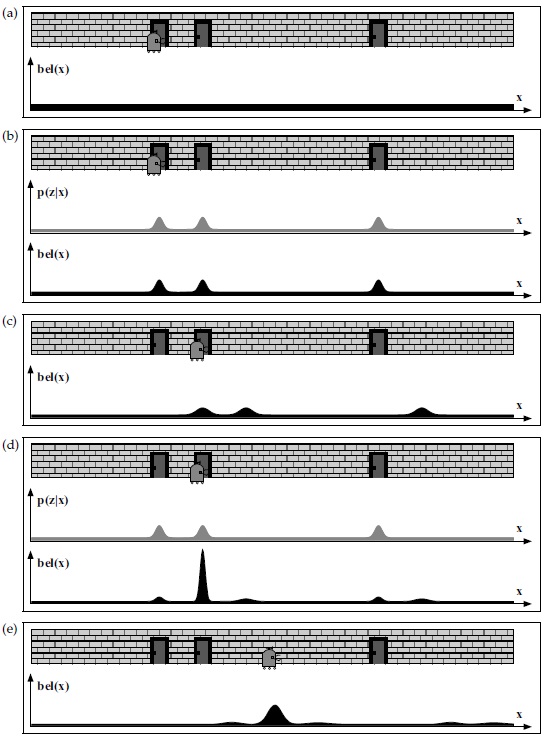 (a)
bel(x)
x
(b)
p(z|x)
x
bel(x)
x
(c)
bel(x)
x
(d)
p(z|x)
x
bel(x)
x
(e)
bel(x)
x